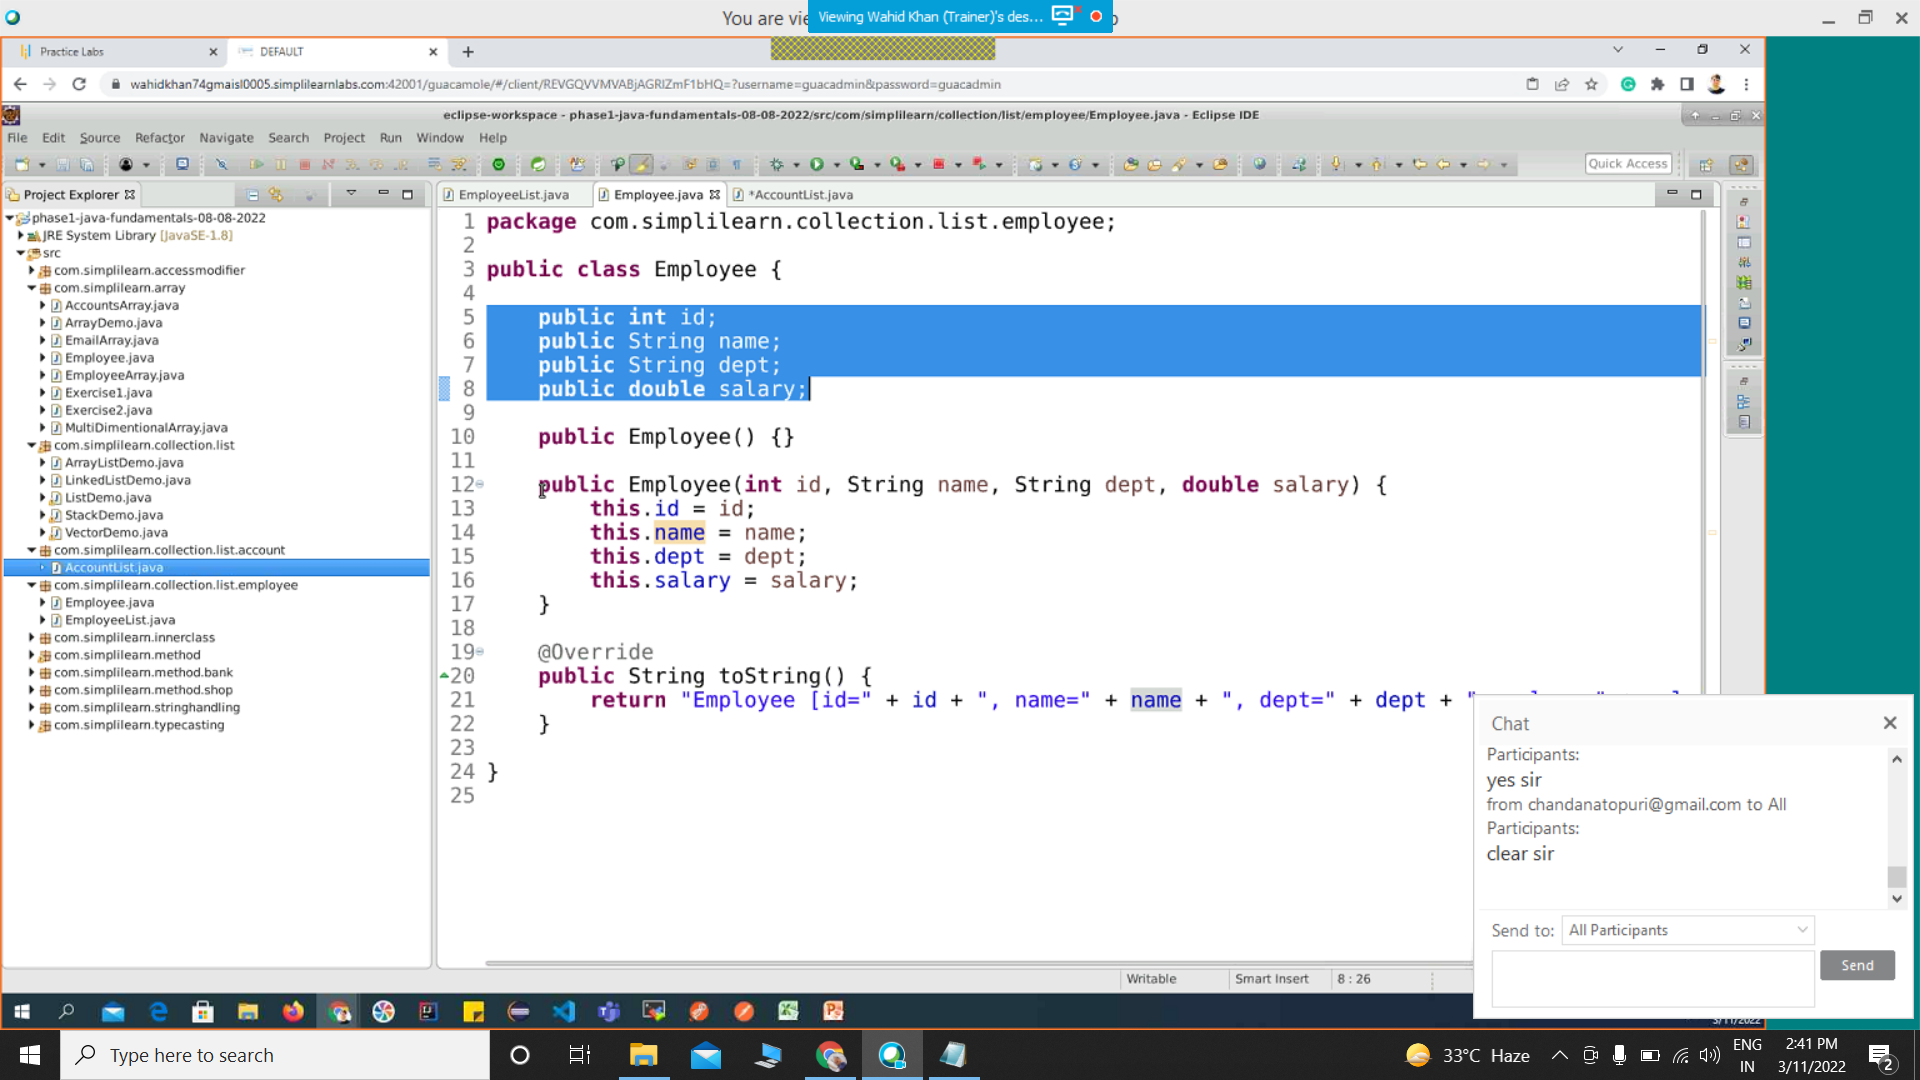 You are vie
Viewing Wahid Khan (Trainer)'s des...
Practice Labs
DEFAULT
wahidkhan74gmaisl0005.simplilearnlabs.com:42001/guacamole/#/client/REVGQVVMVABjAGRIZmF1bHQ=?username=guacadmin&password=guacadmin
eclipse-workspace - phase1-java-fundamentals-08-08-2022/src/com/simplilearn/collection/list/employee/Employee.java - Eclipse IDE
File Edit Source Refactor Navigate Search Project Run Window Help
Quick Access
Project Explorer
phase1-java-fundamentals-08-08-2022
JRE System Library [JavaSE-1.8]
src
com.simplilearn.accessmodifier
com.simplilearn.array
AccountsArray.java
ArrayDemo.java
EmailArray.java
Employee.java
EmployeeArray.java
Exercise1.java
Exercise2.java
MultiDimentionalArray.java
com.simplilearn.collection.list
ArrayListDemo.java
LinkedListDemo.java
ListDemo.java
StackDemo.java
VectorDemo.java
com.simplilearn.collection.list.account
AccountList.java
com.simplilearn.collection.list.employee
Employee.java
EmployeeList.java
com.simplilearn.innerclass
com.simplilearn.method
com.simplilearn.method.bank
com.simplilearn.method.shop
com.simplilearn.stringhandling
com.simplilearn.typecasting
EmployeeList.java Employee.java *AccountList.java
1 package com.simplilearn.collection.list.employee;
2
3 public class Employee {
4
5 public int id;
6 public String name;
7 public String dept;
8 public double salary;
9
10 public Employee() {}
11
12 public Employee(int id, String name, String dept, double salary) {
13 this.id = id;
14 this.name = name;
15 this.dept = dept;
16 this.salary = salary;
17 }
18
19 @Override
20 public String toString() {
21 return "Employee [id=" + id + ", name=" + name + ", dept=" + dept + "
22 }
23
24 }
25
Writable Smart Insert 8 : 26
Chat
Participants:
yes sir
from chandanatopuri@gmail.com to All
Participants:
clear sir
Send to: All Participants
Send
3/11/2022
Type here to search
33°C Haze
ENG
IN
2:41 PM
3/11/2022
2